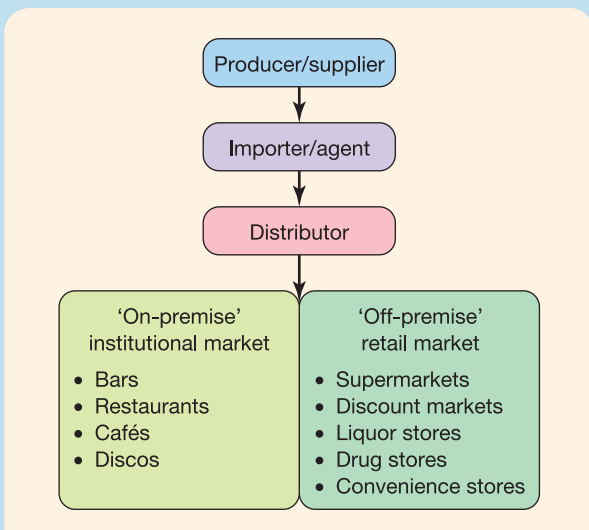 Producer/supplier
Importer/agent
Distributor
‘On-premise’
institutional market
• Bars
• Restaurants
• Cafés
• Discos
‘Off-premise’
retail market
• Supermarkets
• Discount markets
• Liquor stores
• Drug stores
• Convenience stores